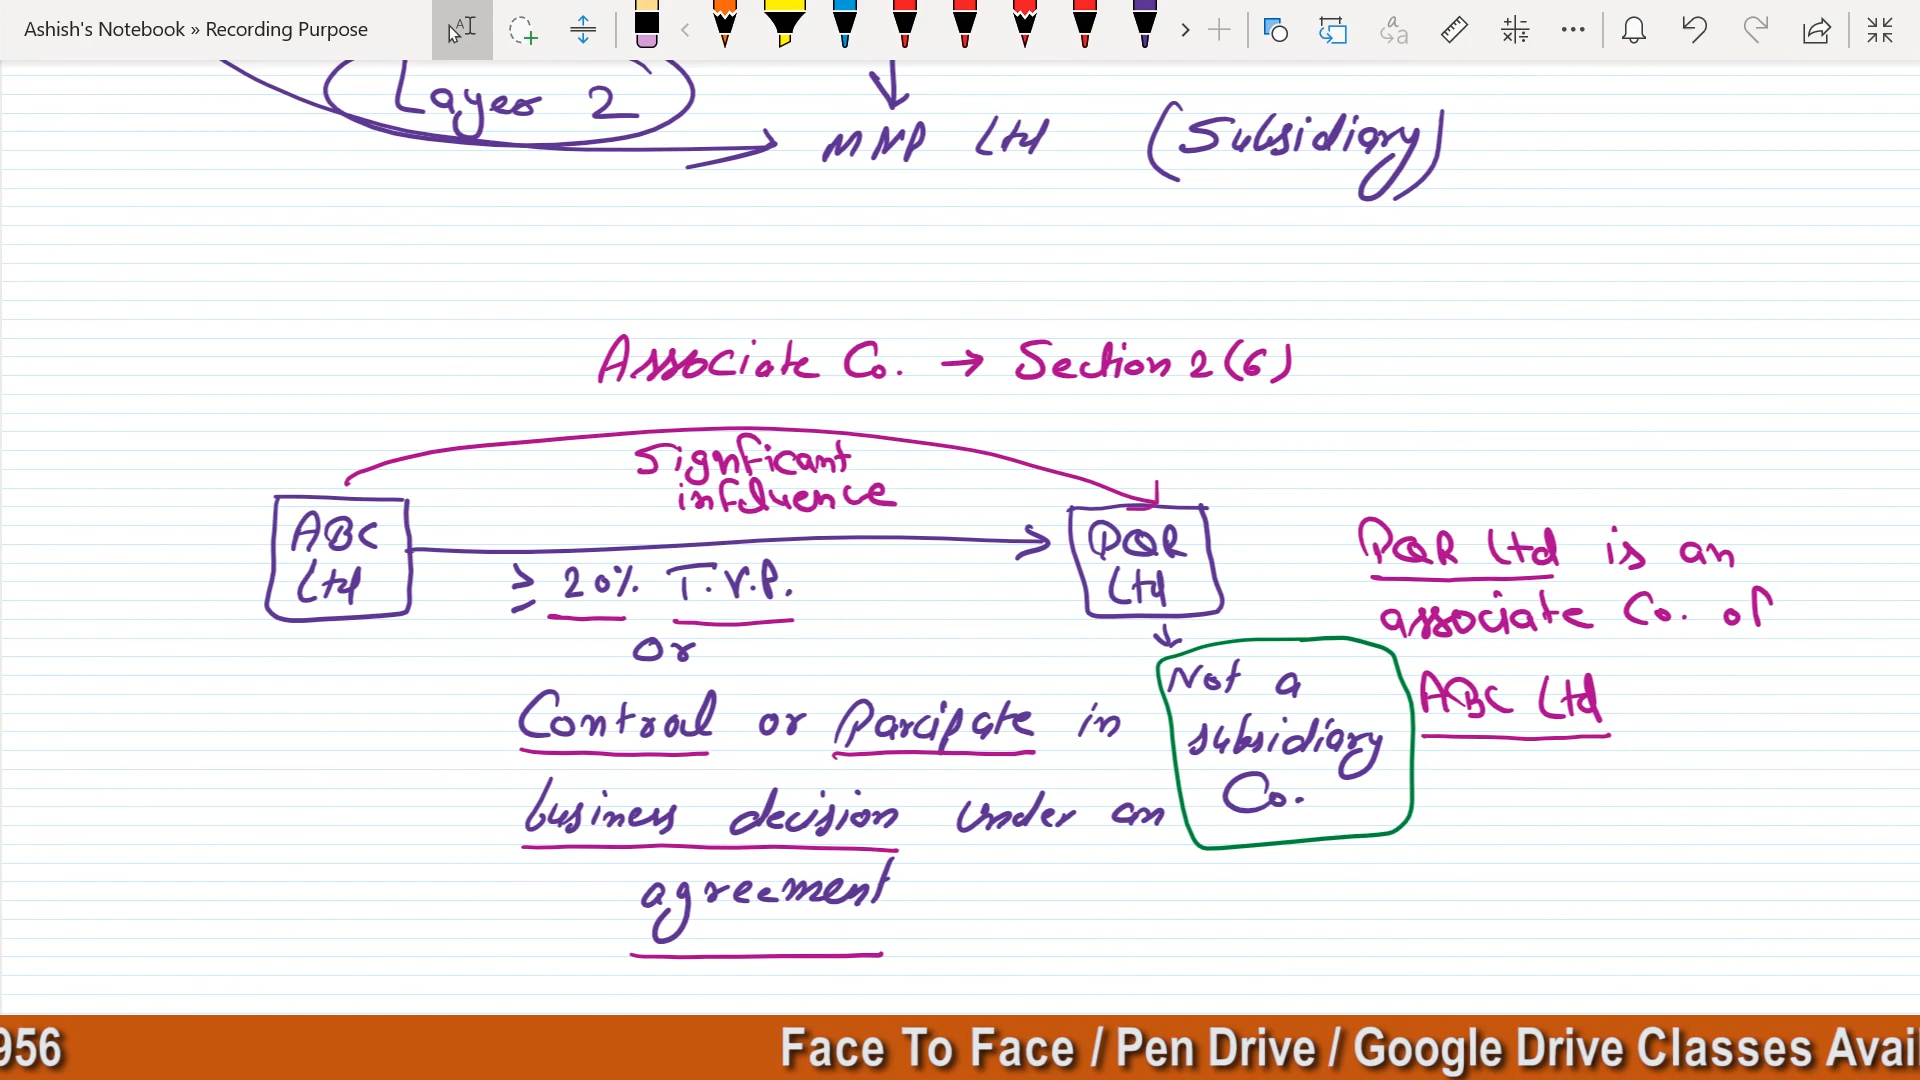 Ashish's Notebook » Recording Purpose
Layer 2
MNP Ltd (Subsidiary)
Associate Co. → Section 2(6)
Signficant
influence
ABC
Ltd
≥ 20% T.V.P.
PQR
Ltd
PQR Ltd is an
associate Co. of
ABC Ltd
Or
Control or Parcipate in
business decision under an
agreement
Not a
subsidiary
Co.
956 Face To Face / Pen Drive / Google Drive Classes Avai